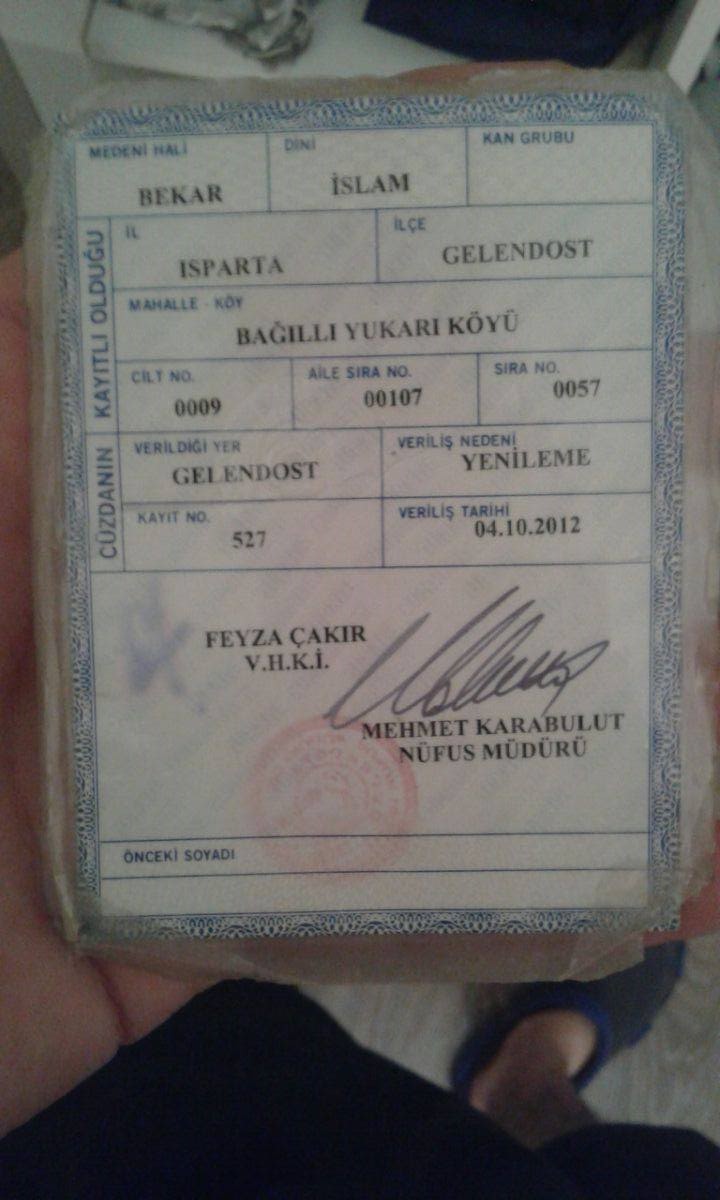 MEDENİ HALİ DİNİ KAN GRUBU
BEKAR İSLAM
KAYITLI OLDUĞU
İL İLÇE
ISPARTA GELENDOST
MAHALLE - KÖY
BAĞILLI YUKARI KÖYÜ
CİLT NO. AİLE SIRA NO. SIRA NO.
0009 00107 0057
CÜZDANIN
VERİLDİĞİ YER VERİLİŞ NEDENİ
GELENDOST YENİLEME
KAYIT NO. VERİLİŞ TARİHİ
527 04.10.2012
FEYZA ÇAKIR
V.H.K.İ.
MEHMET KARABULUT
NÜFUS MÜDÜRÜ
ÖNCEKİ SOYADI